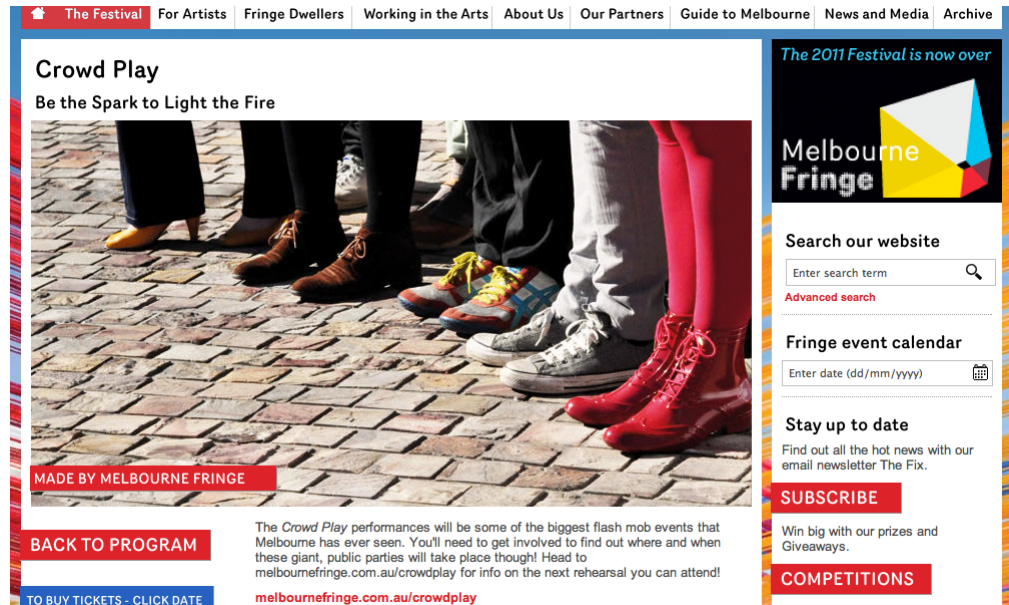 The Festival For Artists Fringe Dwellers Working in the Arts About Us Our Partners Guide to Melbourne News and Media Archive
Crowd Play
Be the Spark to Light the Fire
MADE BY MELBOURNE FRINGE
BACK TO PROGRAM
TO BUY TICKETS - CLICK DATE
The Crowd Play performances will be some of the biggest flash mob events that
Melbourne has ever seen. You'll need to get involved to find out where and when
these giant, public parties will take place though! Head to
melbournefringe.com.au/crowdplay for info on the next rehearsal you can attend!
melbournefringe.com.au/crowdplay
The 2011 Festival is now over
Melbourne
Fringe
Search our website
Enter search term
Advanced search
Fringe event calendar
Enter date (dd/mm/yyyy)
Stay up to date
Find out all the hot news with our
email newsletter The Fix.
SUBSCRIBE
Win big with our prizes and
Giveaways.
COMPETITIONS